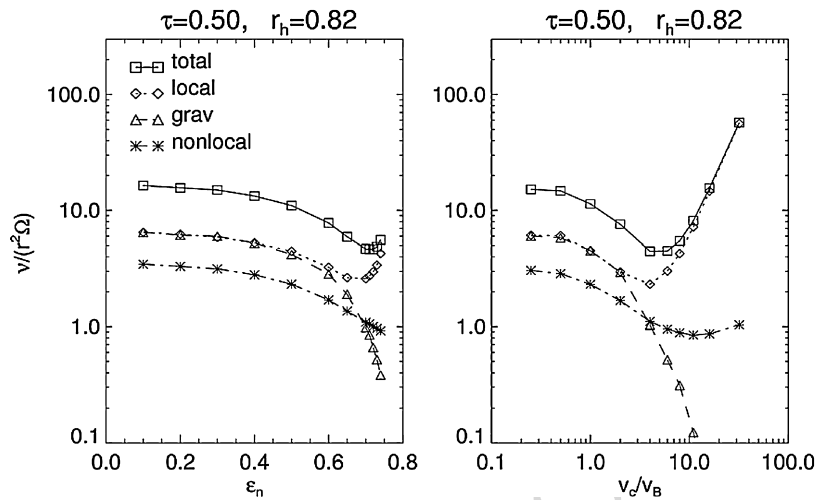 τ=0.50, r_h=0.82
τ=0.50, r_h=0.82
total
local
grav
nonlocal
ν/(r²Ω)
100.0
10.0
1.0
0.1
0.0 0.2 0.4 0.6 0.8
ε_n
100.0
10.0
1.0
0.1
0.1 1.0 10.0 100.0
v_c/v_B